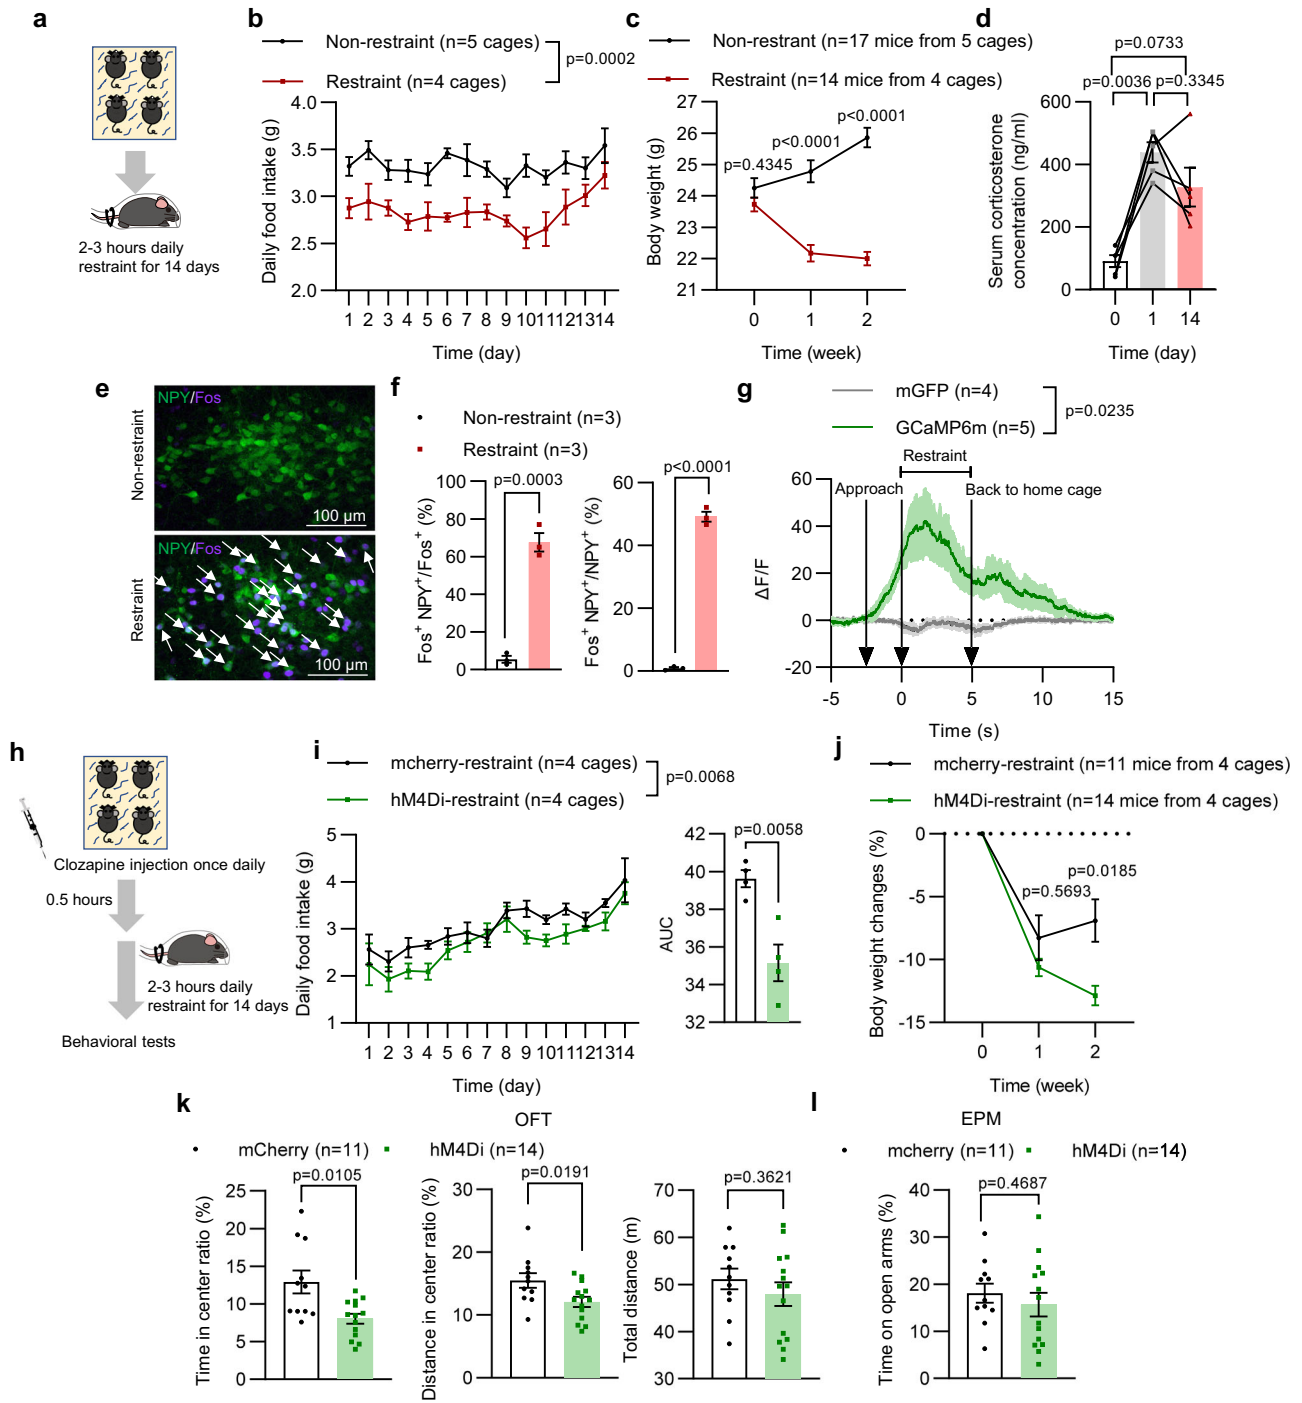 a
2-3 hours daily
restraint for 14 days
b
Non-restraint (n=5 cages)
Restraint (n=4 cages)
p=0.0002
Daily food intake (g)
4.0
3.5
3.0
2.5
2.0
1 2 3 4 5 6 7 8 9 10 11 12 13 14
Time (day)
c
Non-restrant (n=17 mice from 5 cages)
Restraint (n=14 mice from 4 cages)
Body weight (g)
27
26
25
24
23
22
21
p=0.4345
p<0.0001
p<0.0001
0 1 2
Time (week)
d
p=0.0733
p=0.0036
p=0.3345
Serum corticosterone
concentration (ng/ml)
600
400
200
0
0 1 14
Time (day)
e
Non-restraint
NPY/Fos
100 µm
Restraint
NPY/Fos
100 µm
f
Non-restraint (n=3)
Restraint (n=3)
p=0.0003
Fos+ NPY+/Fos+ (%)
100
80
60
40
20
0
p<0.0001
Fos+ NPY+/NPY+ (%)
60
40
20
0
g
mGFP (n=4)
GCaMP6m (n=5)
p=0.0235
Restraint
Approach
Back to home cage
ΔF/F
60
40
20
0
-20
-5 0 5 10 15
Time (s)
h
Clozapine injection once daily
0.5 hours
2-3 hours daily
restraint for 14 days
Behavioral tests
i
mcherry-restraint (n=4 cages)
hM4Di-restraint (n=4 cages)
p=0.0068
Daily food intake (g)
5
4
3
2
1
1 2 3 4 5 6 7 8 9 10 11 12 13 14
Time (day)
p=0.0058
AUC
42
40
38
36
34
32
j
mcherry-restraint (n=11 mice from 4 cages)
hM4Di-restraint (n=14 mice from 4 cages)
Body weight changes (%)
0
-5
-10
-15
p=0.5693
p=0.0185
0 1 2
Time (week)
k
OFT
mCherry (n=11)
hM4Di (n=14)
p=0.0105
Time in center ratio (%)
25
20
15
10
5
0
p=0.0191
Distance in center ratio (%)
30
20
10
0
p=0.3621
Total distance (m)
70
60
50
40
30
l
EPM
mcherry (n=11)
hM4Di (n=14)
p=0.4687
Time on open arms (%)
40
30
20
10
0